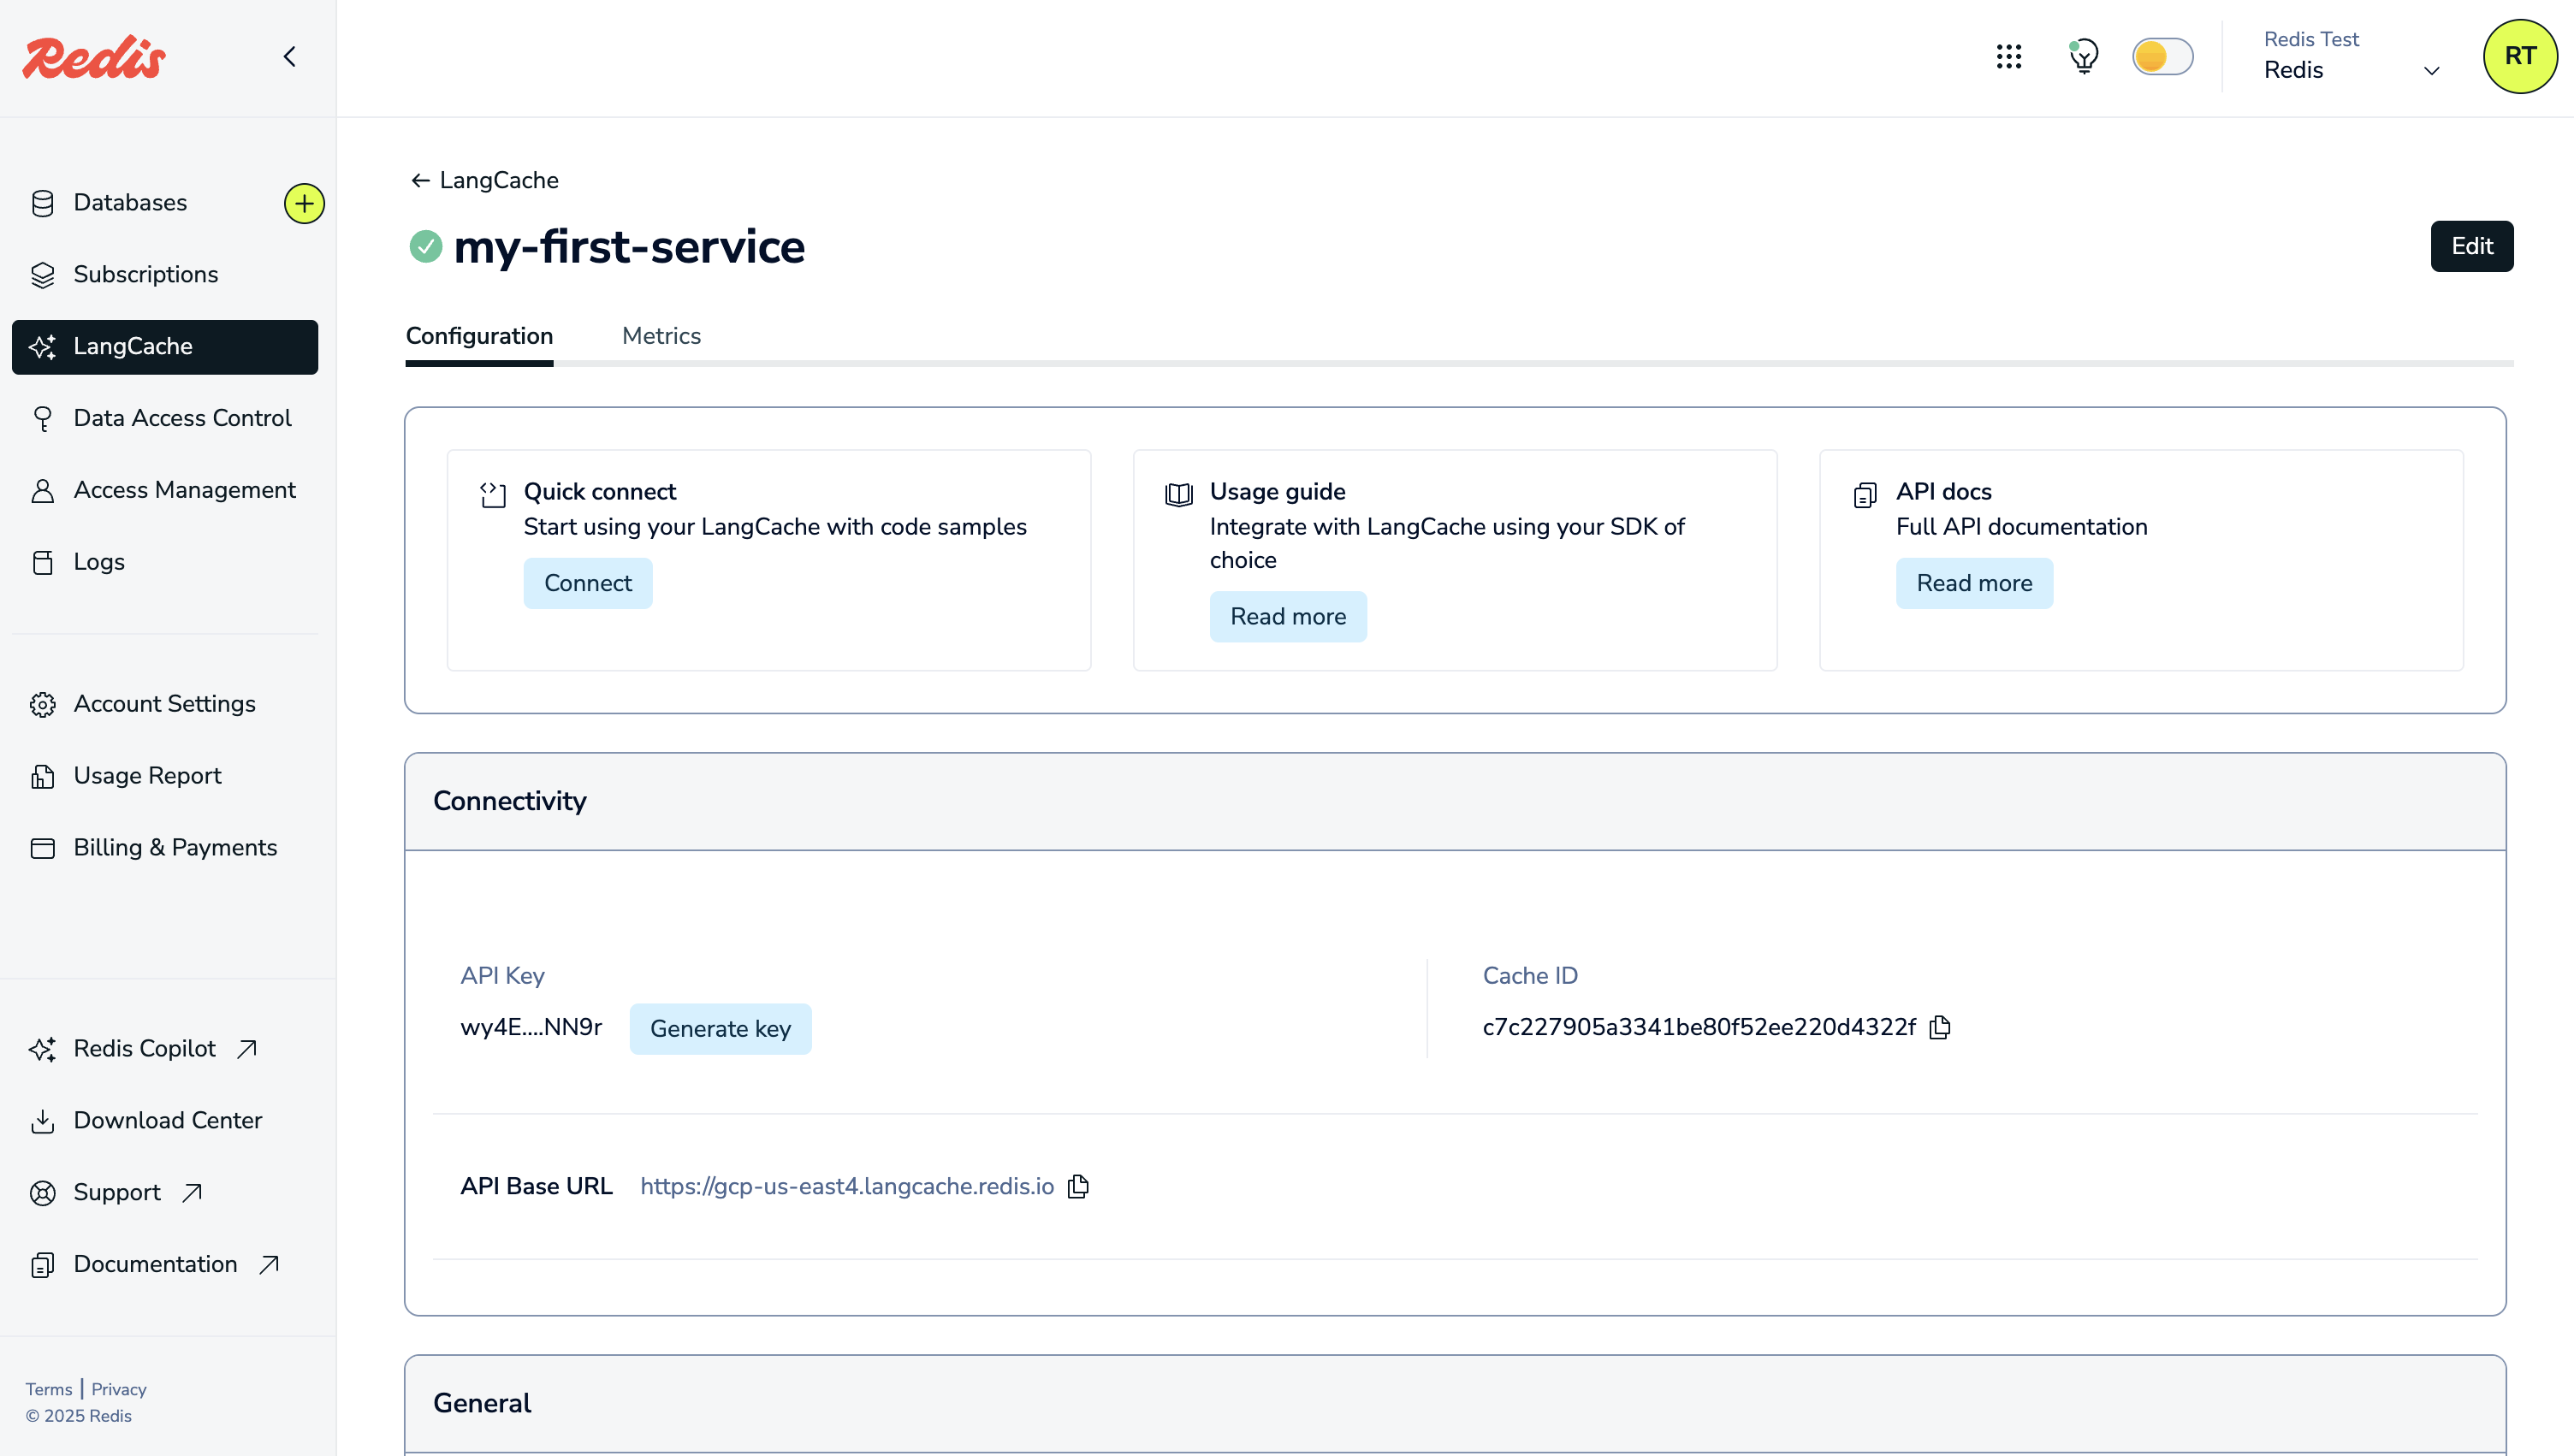 Redis
Redis Test
Redis
RT
Databases
Subscriptions
LangCache
Data Access Control
Access Management
Logs
Account Settings
Usage Report
Billing & Payments
Redis Copilot
Download Center
Support
Documentation
Terms | Privacy
© 2025 Redis
LangCache
my-first-service
Edit
Configuration
Metrics
Quick connect
Start using your LangCache with code samples
Connect
Usage guide
Integrate with LangCache using your SDK of
choice
Read more
API docs
Full API documentation
Read more
Connectivity
API Key
wy4E....NN9r
Generate key
Cache ID
c7c227905a3341be80f52ee220d4322f
API Base URL
https://gcp-us-east4.langcache.redis.io
General